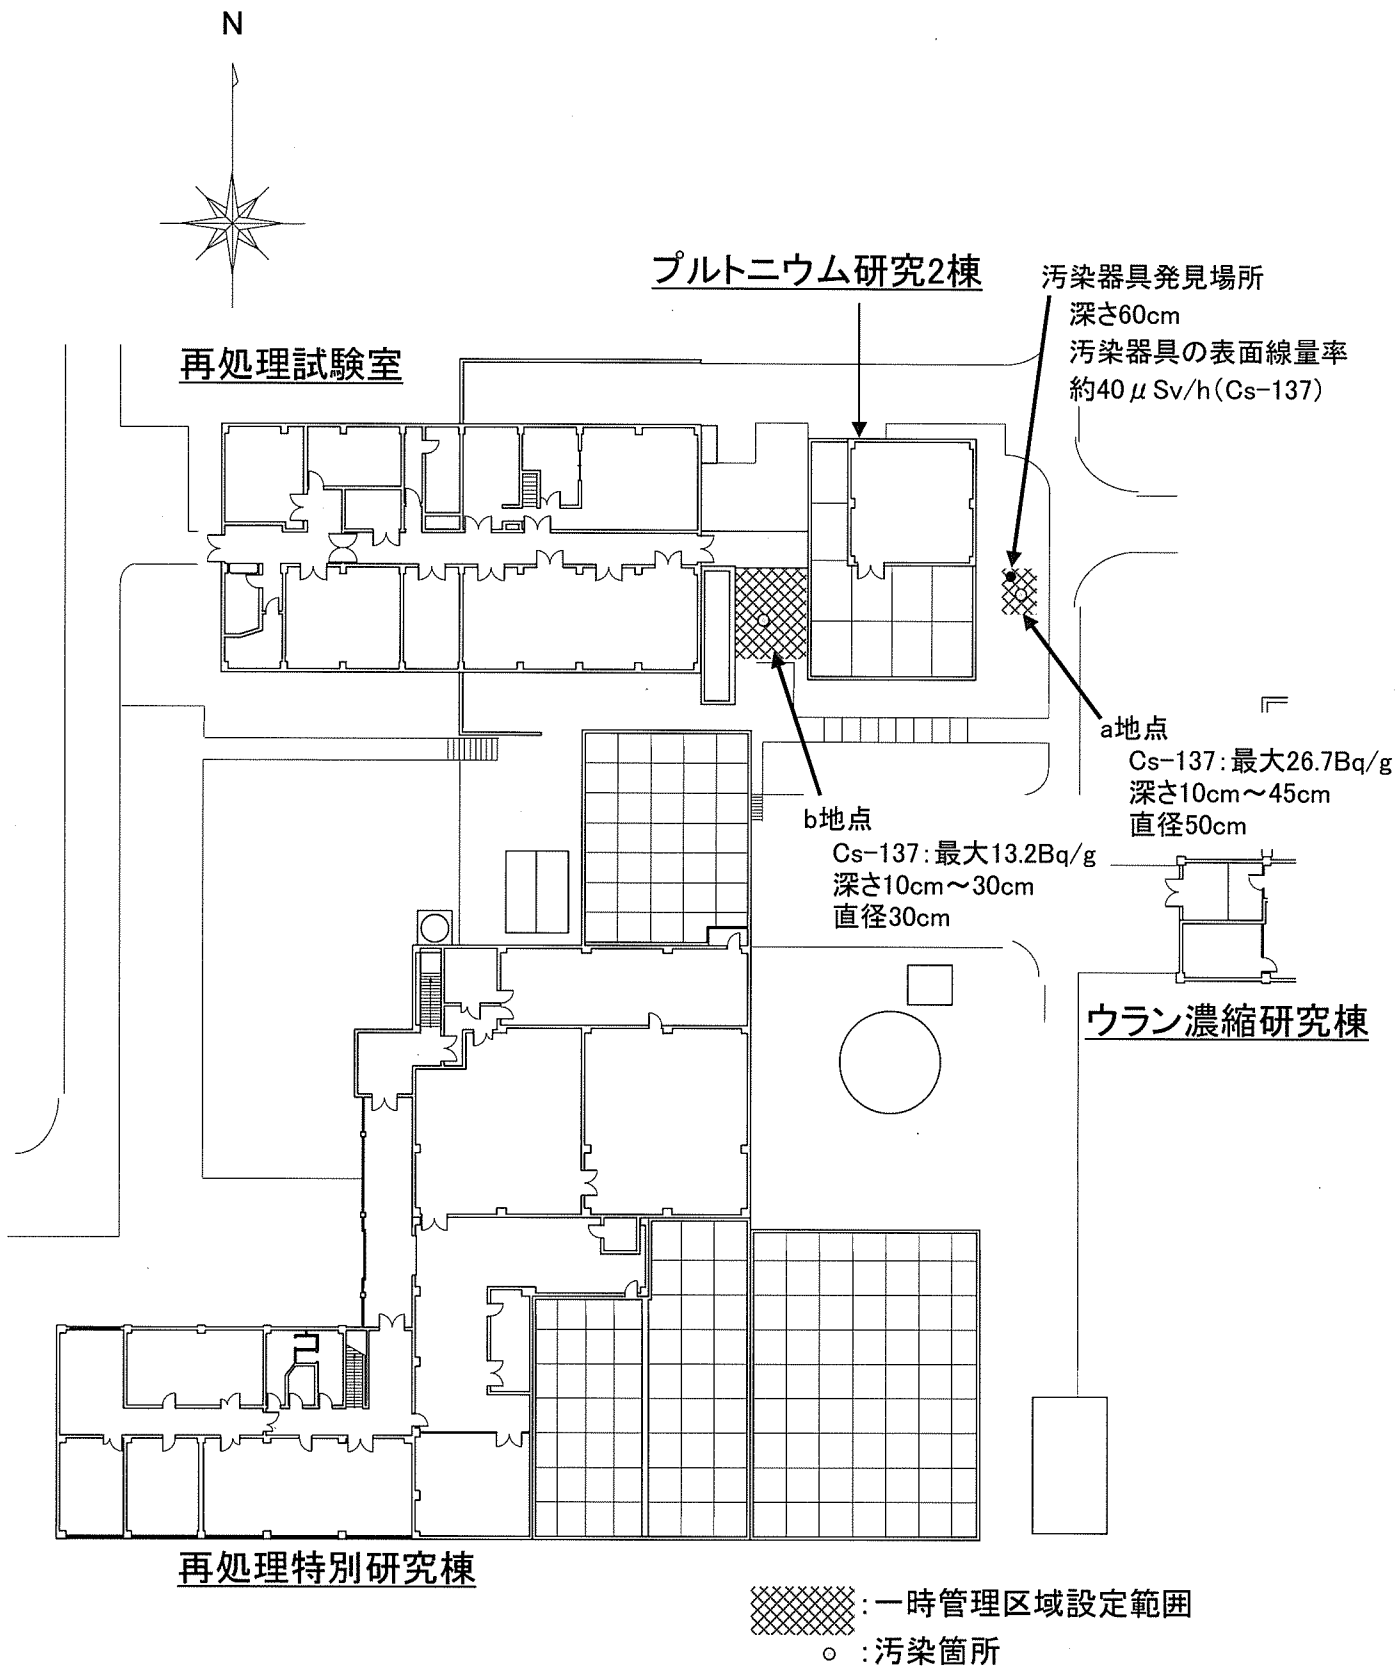 N
プルトニウム研究2棟
汚染器具発見場所
深さ60cm
汚染器具の表面線量率
約40μSv/h(Cs-137)
再処理試験室
a地点
Cs-137:最大26.7Bq/g
深さ10cm～45cm
直径50cm
b地点
Cs-137:最大13.2Bq/g
深さ10cm～30cm
直径30cm
ウラン濃縮研究棟
再処理特別研究棟
:一時管理区域設定範囲
:汚染箇所